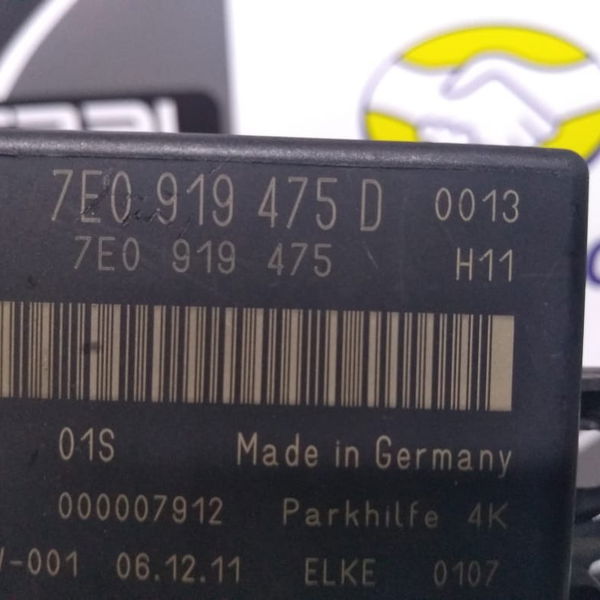 7E0 919 475 D 0013
7E0 919 475 H11
01S Made in Germany
000007912 Parkhilfe 4K
-001 06.12.11 ELKE 0107